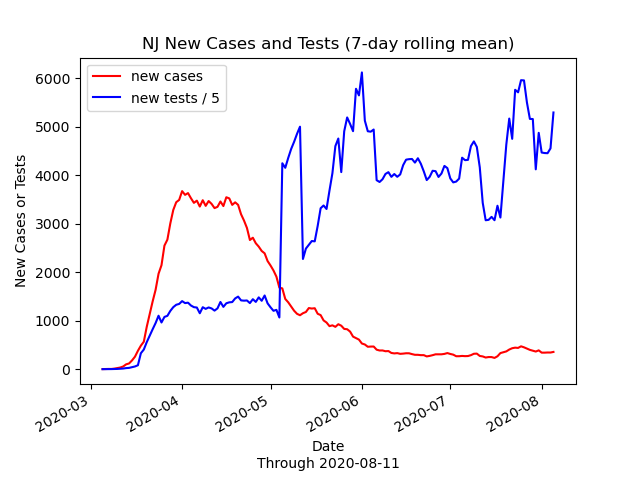 NJ New Cases and Tests (7-day rolling mean)
new cases
new tests / 5
New Cases or Tests
6000
5000
4000
3000
2000
1000
0
2020-03
2020-04
2020-05
2020-06
2020-07
2020-08
Date
Through 2020-08-11